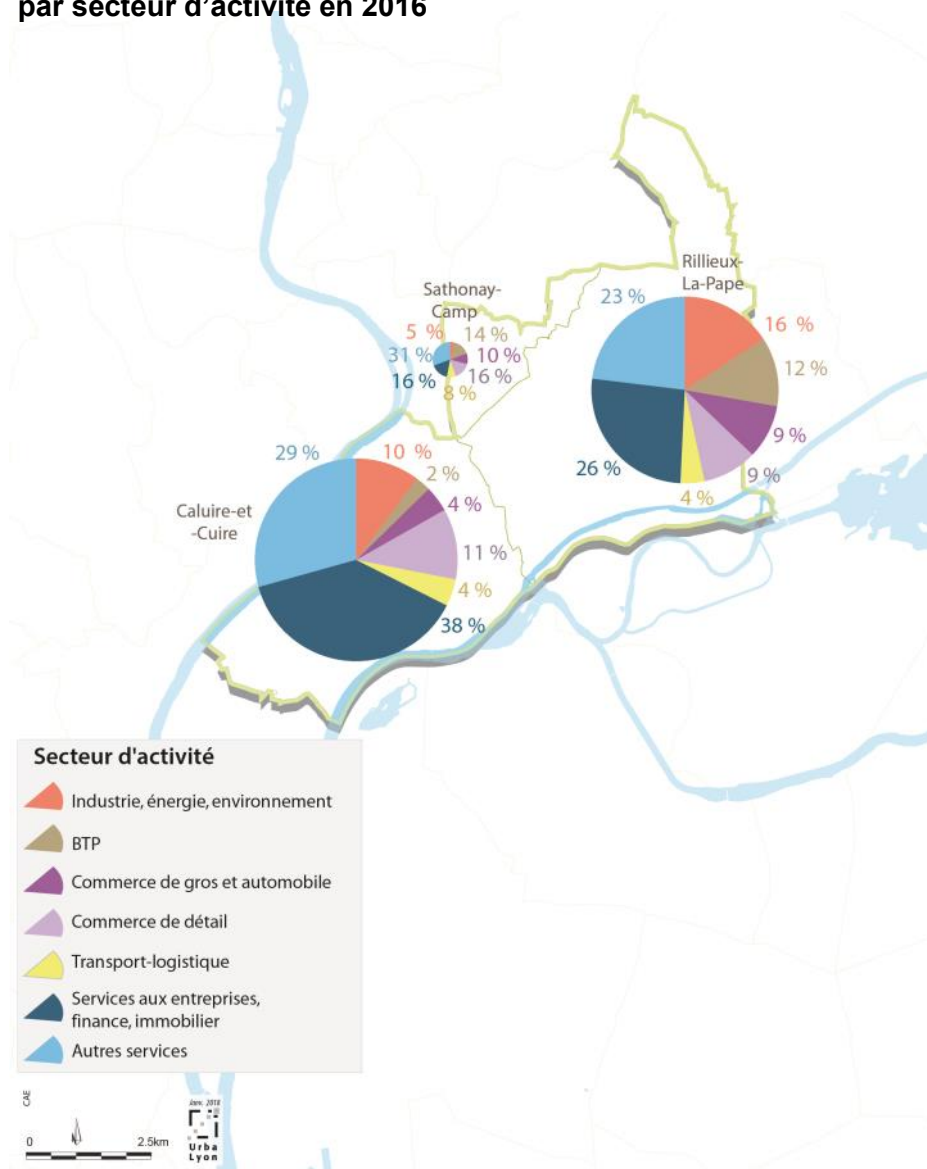 par secteur d'activité en 2016
Rillieux-
La-Pape
23 %
16 %
12 %
9 %
9 %
4 %
26 %
Sathonay-
Camp
5 %
14 %
31 %
10 %
16 %
16 %
8 %
Caluire-et
-Cuire
29 %
10 %
2 %
4 %
11 %
4 %
38 %
Secteur d'activité
Industrie, énergie, environnement
BTP
Commerce de gros et automobile
Commerce de détail
Transport-logistique
Services aux entreprises,
finance, immobilier
Autres services
CAE
0
2.5km
Janv. 2018
Urba
Lyon